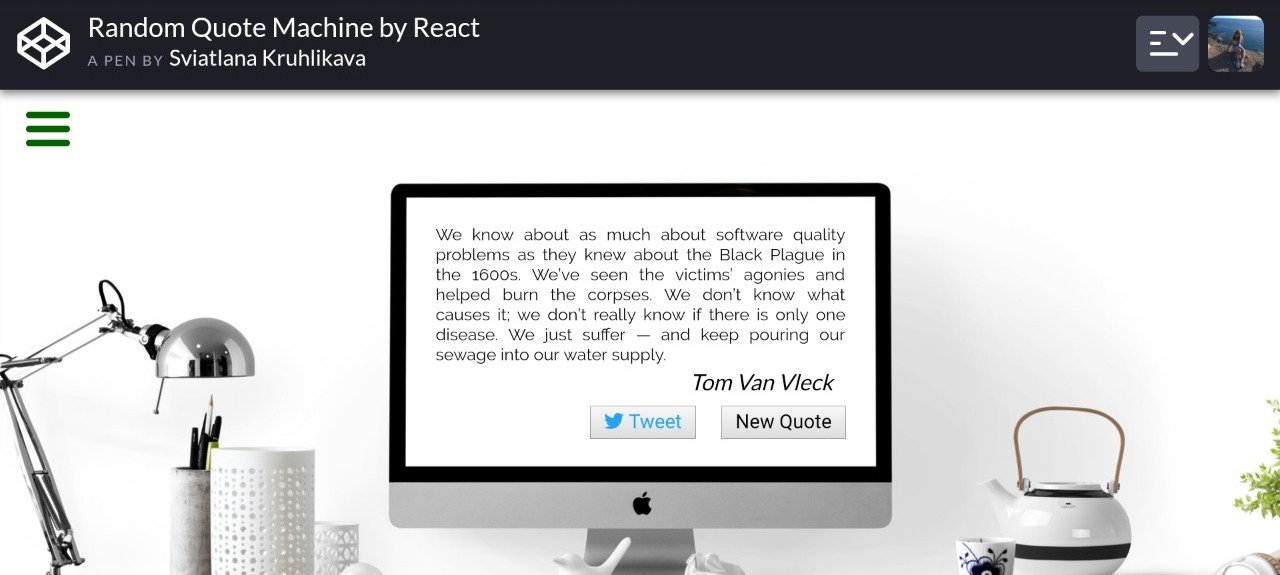 Random Quote Machine by React
A PEN BY Sviatlana Kruhlikava
We know about as much about software quality
problems as they knew about the Black Plague in
the 1600s. We've seen the victims' agonies and
helped burn the corpses. We don't know what
causes it; we don't really know if there is only one
disease. We just suffer — and keep pouring our
sewage into our water supply.
Tom Van Vleck
Tweet
New Quote